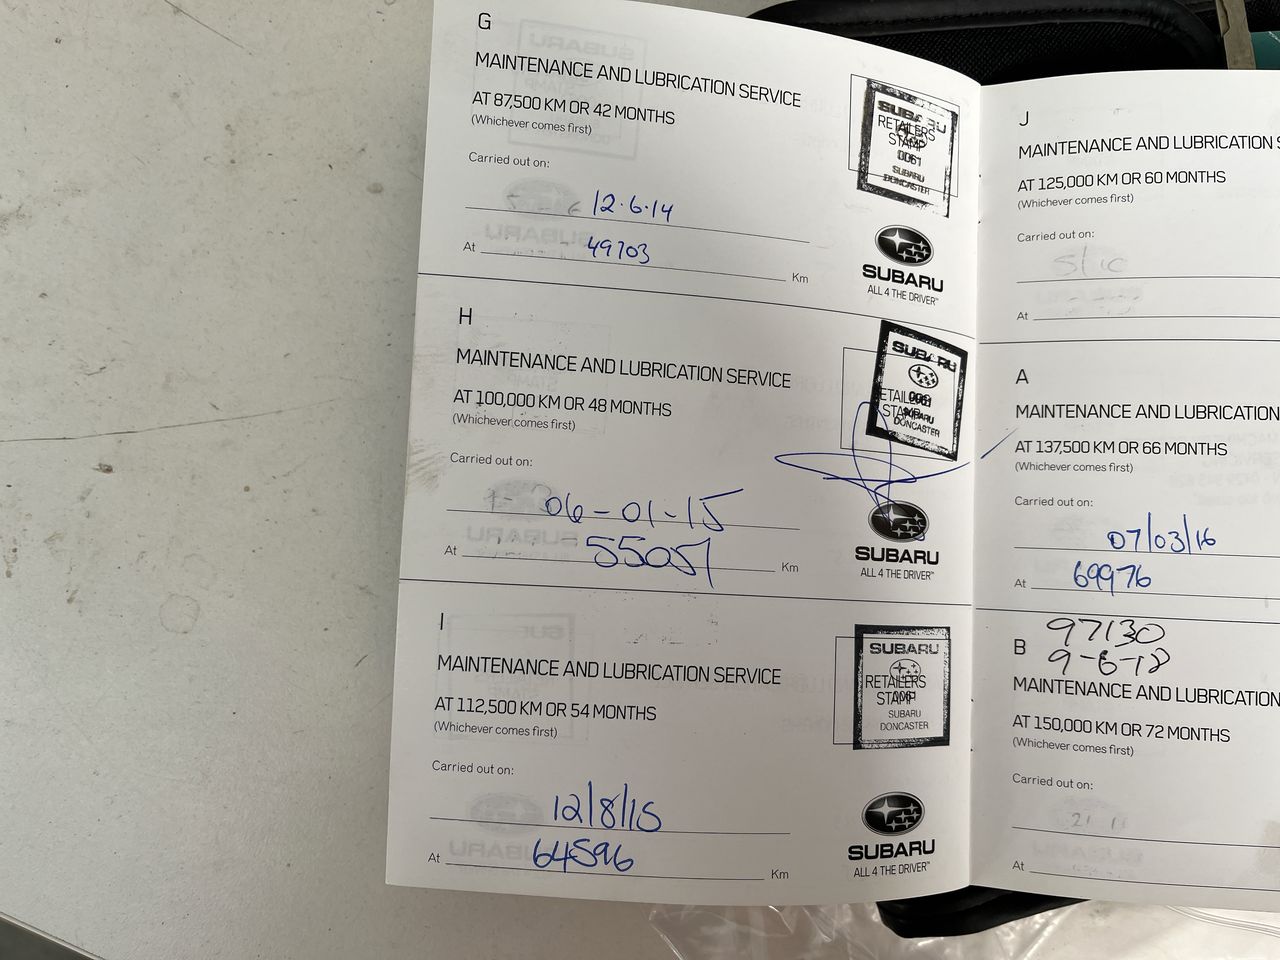 G
MAINTENANCE AND LUBRICATION SERVICE
AT 87,500 KM OR 42 MONTHS
(Whichever comes first)
Carried out on:
12.6.14
At 49703 Km
SUBARU
RETAILERS
STAMP
0061
SUBARU
DONCASTER
SUBARU
ALL 4 THE DRIVER™
H
MAINTENANCE AND LUBRICATION SERVICE
AT 100,000 KM OR 48 MONTHS
(Whichever comes first)
Carried out on:
06-01-15
At 55051 Km
SUBARU
ETAILERS
STAMP
SUBARU
DONCASTER
SUBARU
ALL 4 THE DRIVER™
I
MAINTENANCE AND LUBRICATION SERVICE
AT 112,500 KM OR 54 MONTHS
(Whichever comes first)
Carried out on:
12/8/15
At 64596 Km
SUBARU
RETAILERS
STAMP
SUBARU
DONCASTER
SUBARU
ALL 4 THE DRIVER™
J
MAINTENANCE AND LUBRICATION S
AT 125,000 KM OR 60 MONTHS
(Whichever comes first)
Carried out on:
At
A
MAINTENANCE AND LUBRICATION
AT 137,500 KM OR 66 MONTHS
(Whichever comes first)
Carried out on:
07/03/16
At 69976
97130
B 9-6-18
MAINTENANCE AND LUBRICATION
AT 150,000 KM OR 72 MONTHS
(Whichever comes first)
Carried out on:
At